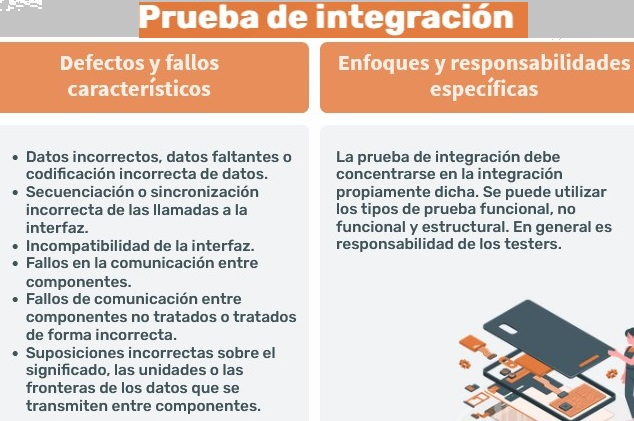 Prueba de integración
Defectos y fallos
característicos
Enfoques y responsabilidades
específicas
• Datos incorrectos, datos faltantes o
codificación incorrecta de datos.
• Secuenciación o sincronización
incorrecta de las llamadas a la
interfaz.
• Incompatibilidad de la interfaz.
• Fallos en la comunicación entre
componentes.
• Fallos de comunicación entre
componentes no tratados o tratados
de forma incorrecta.
• Suposiciones incorrectas sobre el
significado, las unidades o las
fronteras de los datos que se
transmiten entre componentes.
La prueba de integración debe
concentrarse en la integración
propiamente dicha. Se puede utilizar
los tipos de prueba funcional, no
funcional y estructural. En general es
responsabilidad de los testers.